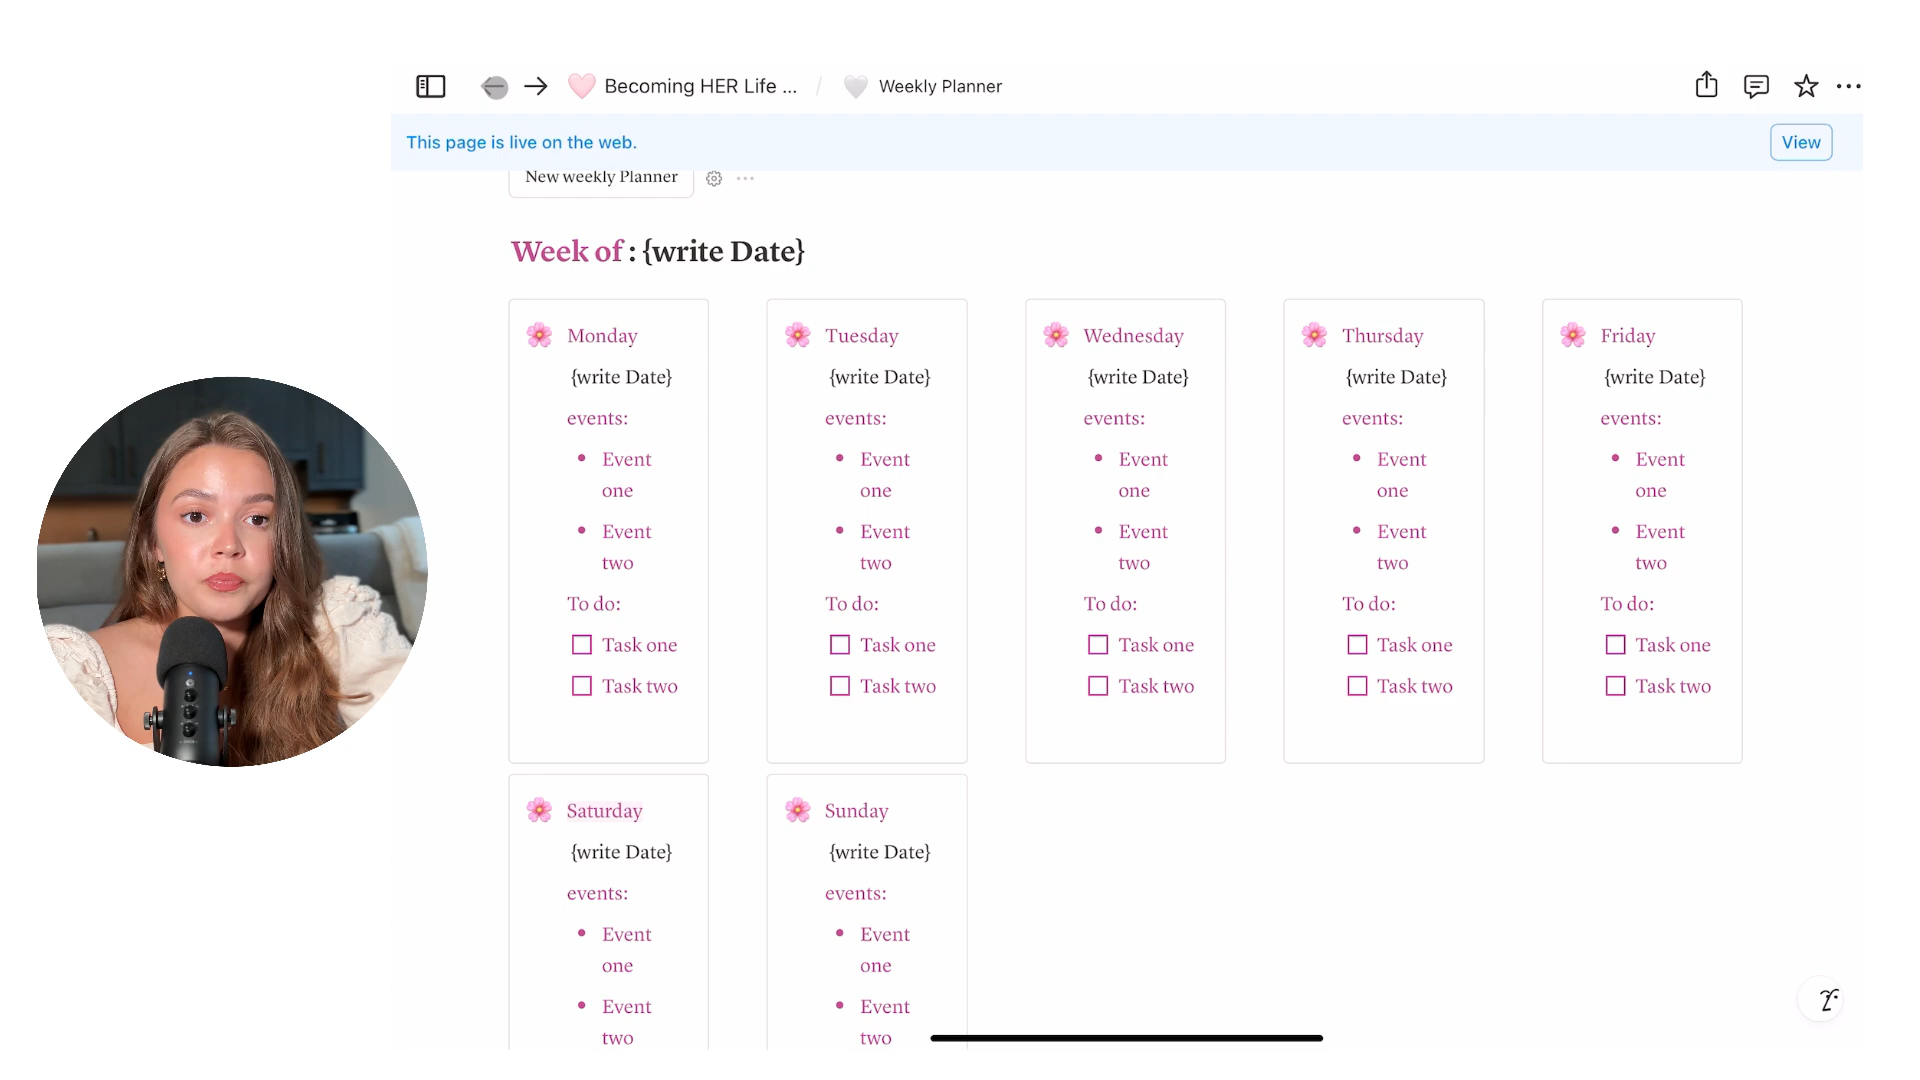 Becoming HER Life ... / Weekly Planner
This page is live on the web.
View
New weekly Planner
Week of : {write Date}
Monday
{write Date}
events:
• Event
one
• Event
two
To do:
Task one
Task two
Tuesday
{write Date}
events:
• Event
one
• Event
two
To do:
Task one
Task two
Wednesday
{write Date}
events:
• Event
one
• Event
two
To do:
Task one
Task two
Thursday
{write Date}
events:
• Event
one
• Event
two
To do:
Task one
Task two
Friday
{write Date}
events:
• Event
one
• Event
two
To do:
Task one
Task two
Saturday
{write Date}
events:
• Event
one
• Event
two
Sunday
{write Date}
events:
• Event
one
• Event
two